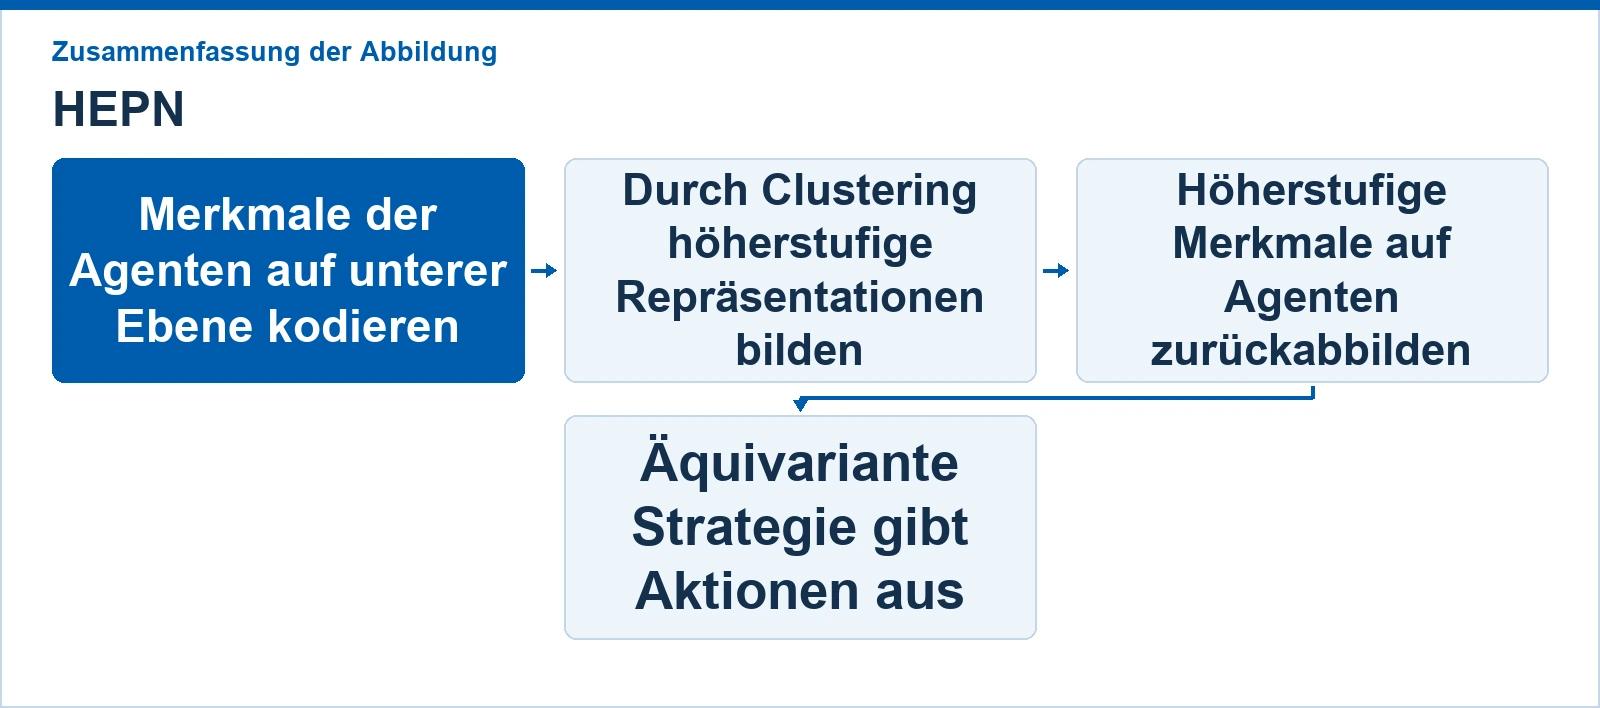 Zusammenfassung der Abbildung
HEPN
Merkmale der
Agenten auf unterer
Ebene kodieren
Durch Clustering
höherstufige
Repräsentationen
bilden
Höherstufige
Merkmale auf
Agenten
zurückabbilden
Äquivariante
Strategie gibt
Aktionen aus